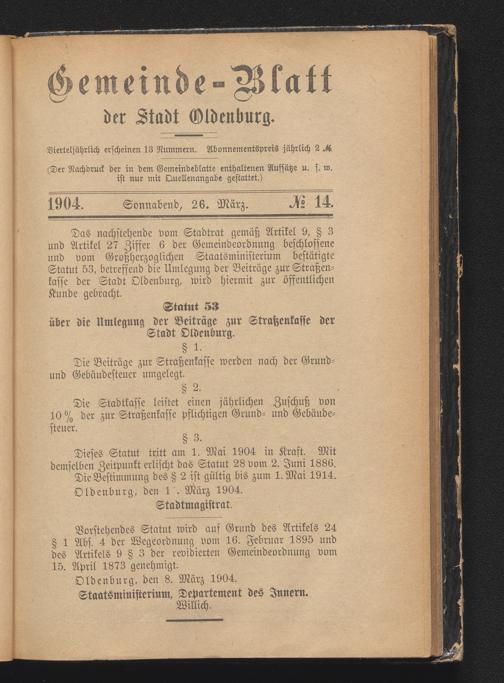 Gemeinde-Blatt
der Stadt Oldenburg.
Vierteljährlich erscheinen 13 Nummern. Abonnementspreis jährlich 2 ℳ
(Der Nachdruck der in dem Gemeindeblatte enthaltenen Aufsätze u. s. w.
ist nur mit Quellenangabe gestattet.)
1904. Sonnabend, 26. März. № 14.
Das nachstehende vom Stadtrat gemäß Artikel 9, § 3
und Artikel 27 Ziffer 6 der Gemeindeordnung beschlossene
und vom Großherzoglichen Staatsministerium bestätigte
Statut 53, betreffend die Umlegung der Beiträge zur Straßen-
kasse der Stadt Oldenburg, wird hiermit zur öffentlichen
Kunde gebracht.
Statut 53
über die Umlegung der Beiträge zur Straßenkasse der
Stadt Oldenburg.
§ 1.
Die Beiträge zur Straßenkasse werden nach der Grund-
und Gebäudesteuer umgelegt.
§ 2.
Die Stadtkasse leistet einen jährlichen Zuschuß von
10 % der zur Straßenkasse pflichtigen Grund- und Gebäude-
steuer.
§ 3.
Dieses Statut tritt am 1. Mai 1904 in Kraft. Mit
demselben Zeitpunkt erlischt das Statut 28 vom 2. Juni 1886.
Die Bestimmung des § 2 ist gültig bis zum 1. Mai 1914.
Oldenburg, den 1 . März 1904.
Stadtmagistrat.
Vorstehendes Statut wird auf Grund des Artikels 24
§ 1 Abs. 4 der Wegeordnung vom 16. Februar 1895 und
des Artikels 9 § 3 der revidierten Gemeindeordnung vom
15. April 1873 genehmigt.
Oldenburg, den 8. März 1904.
Staatsministerium, Departement des Innern.
Willich.